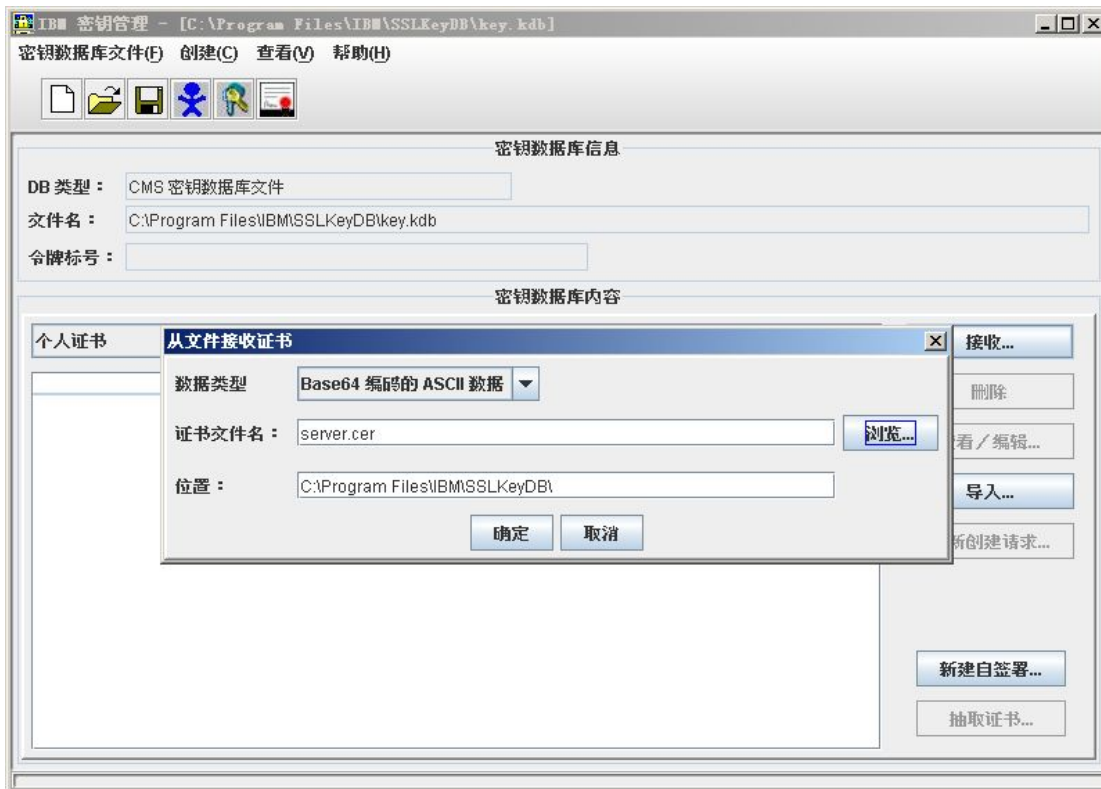 IBM 密钥管理 - [C:\Program Files\IBM\SSLKeyDB\key.kdb]
密钥数据库文件(F) 创建(C) 查看(V) 帮助(H)
密钥数据库信息
DB 类型： CMS 密钥数据库文件
文件名： C:\Program Files\IBM\SSLKeyDB\key.kdb
令牌标号：
密钥数据库内容
个人证书
从文件接收证书
接收...
数据类型 Base64 编码的 ASCII 数据
删除
证书文件名： server.cer 浏览...
看／编辑...
位置： C:\Program Files\IBM\SSLKeyDB\
导入...
确定 取消
新创建请求...
新建自签署...
抽取证书...